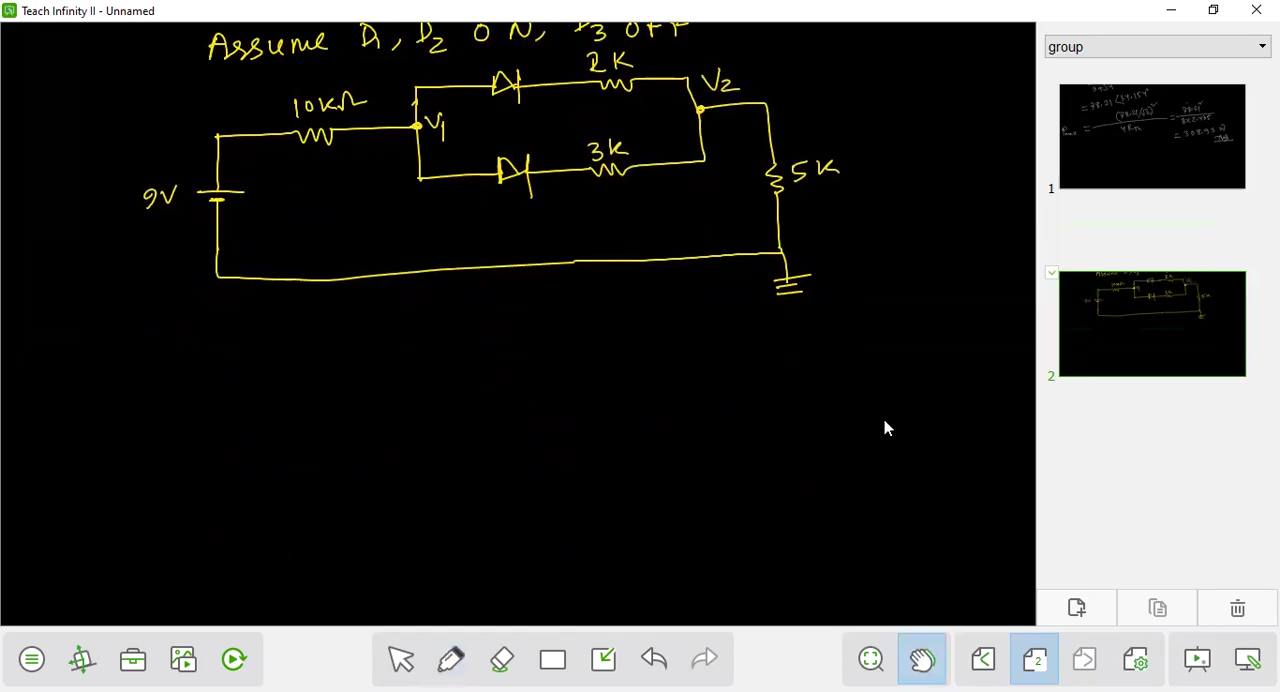 Teach Infinity II - Unnamed
Assume D1, D2 ON, D3 OFF
2K
V2
10KΩ
V1
3K
5K
9V
group
1
2
2